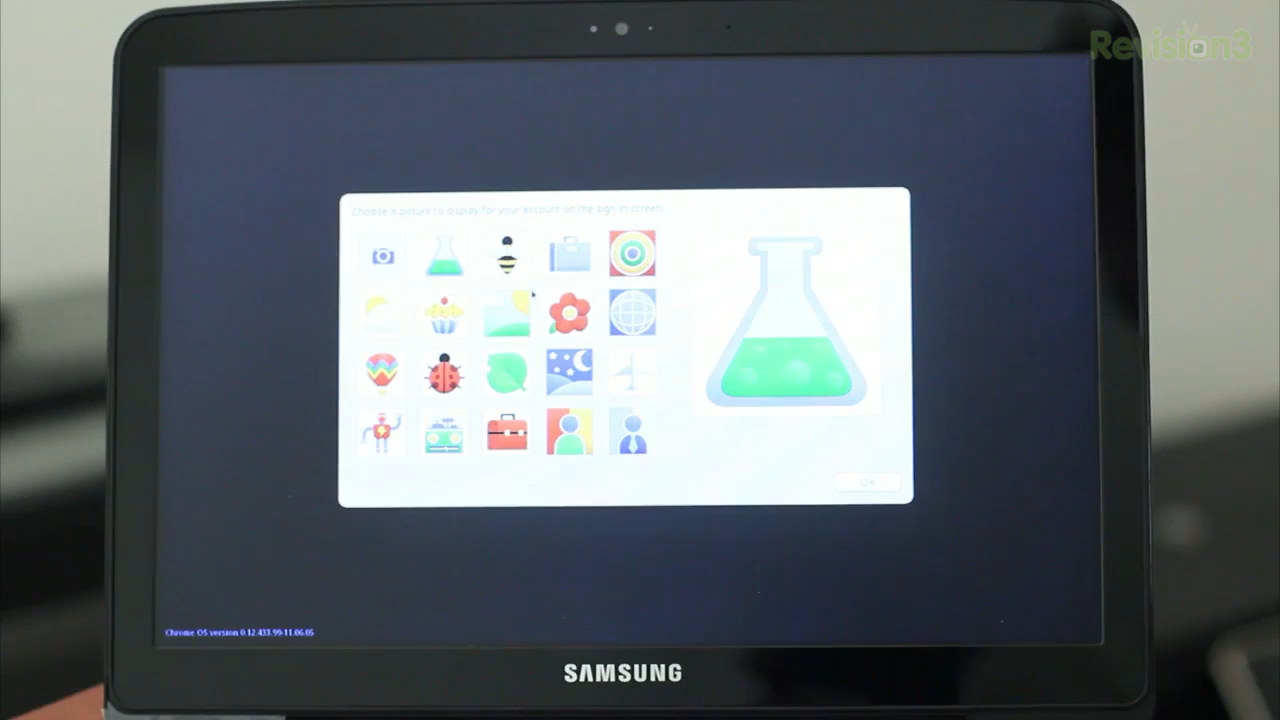 Revision3
Choose a picture to display for your account on the sign in screen
OK
Chrome OS version 0.12.433.99-11.06.05
SAMSUNG